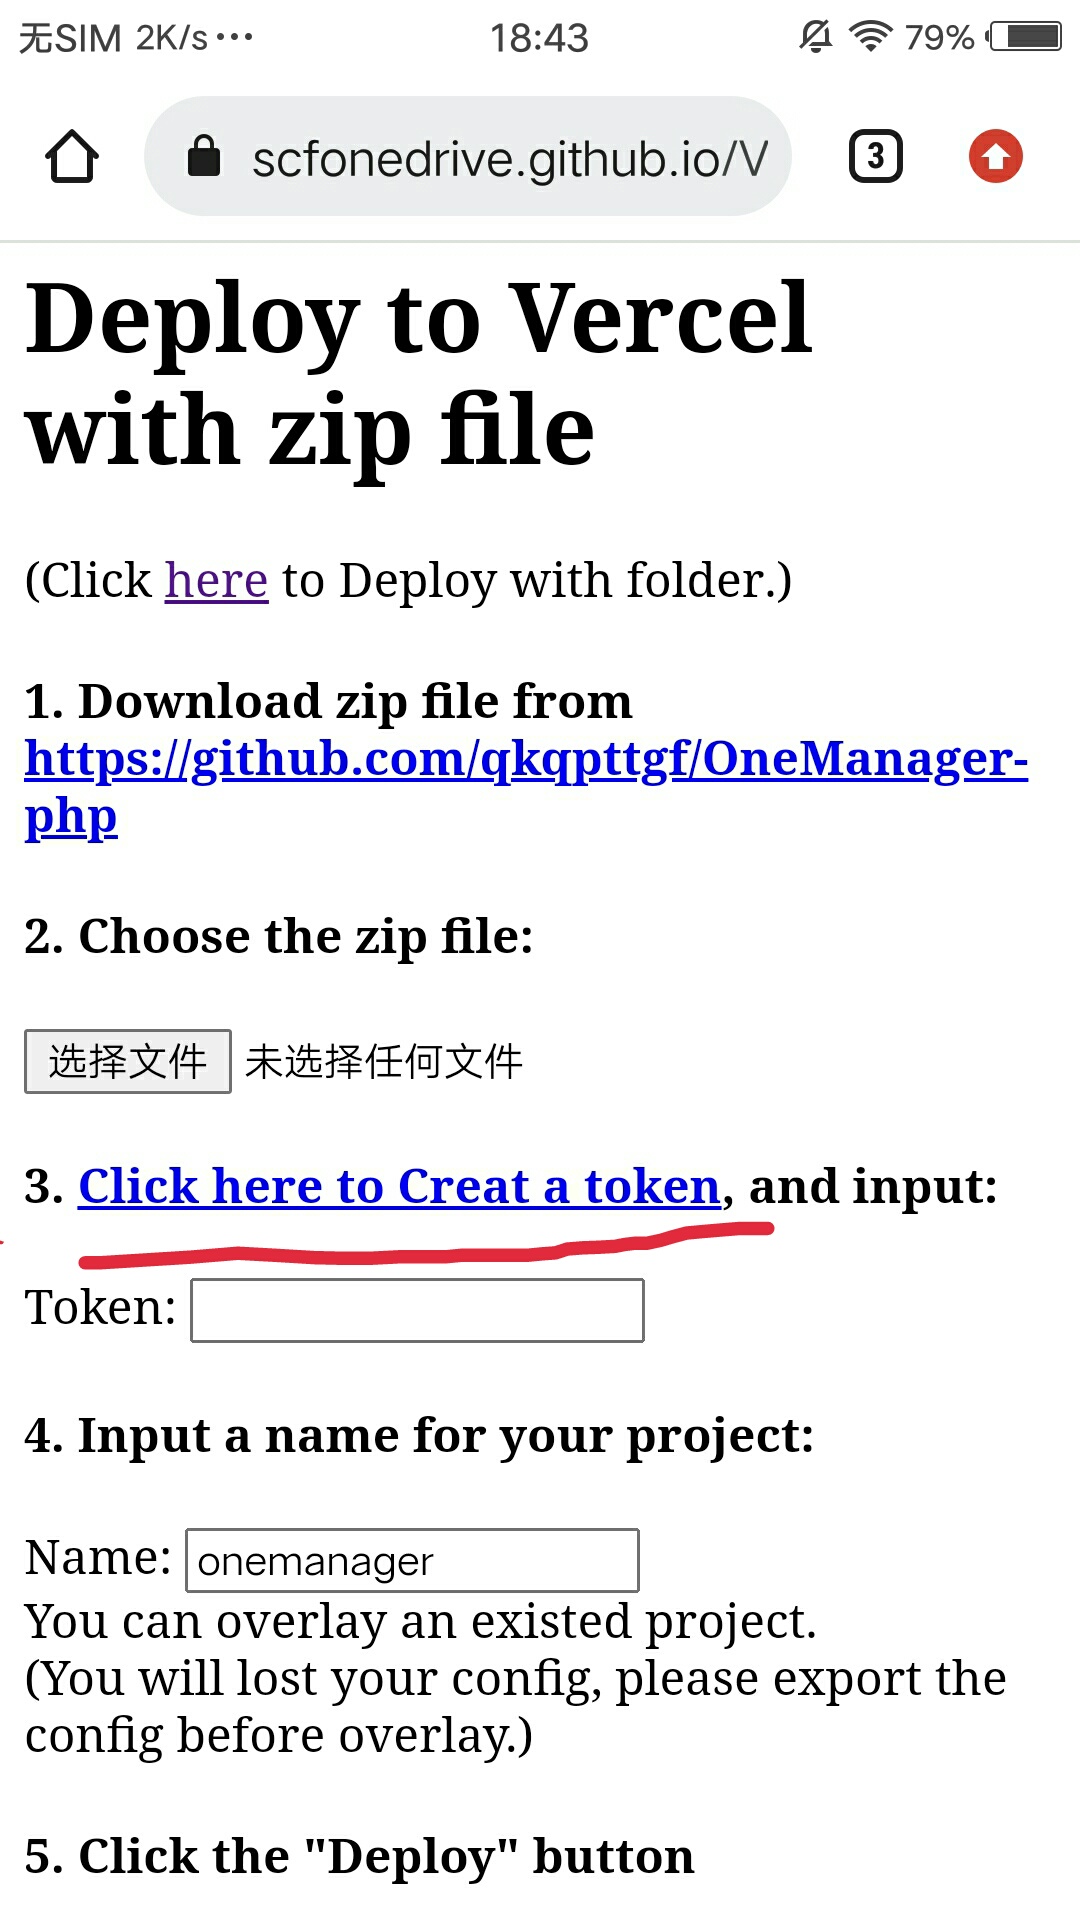 无SIM 2K/s... 18:43 79%
scfonedrive.github.io/V 3
Deploy to Vercel
with zip file
(Click here to Deploy with folder.)
1. Download zip file from
https://github.com/qkqpttgf/OneManager-
php
2. Choose the zip file:
选择文件 未选择任何文件
3. Click here to Creat a token, and input:
Token:
4. Input a name for your project:
Name: onemanager
You can overlay an existed project.
(You will lost your config, please export the
config before overlay.)
5. Click the "Deploy" button